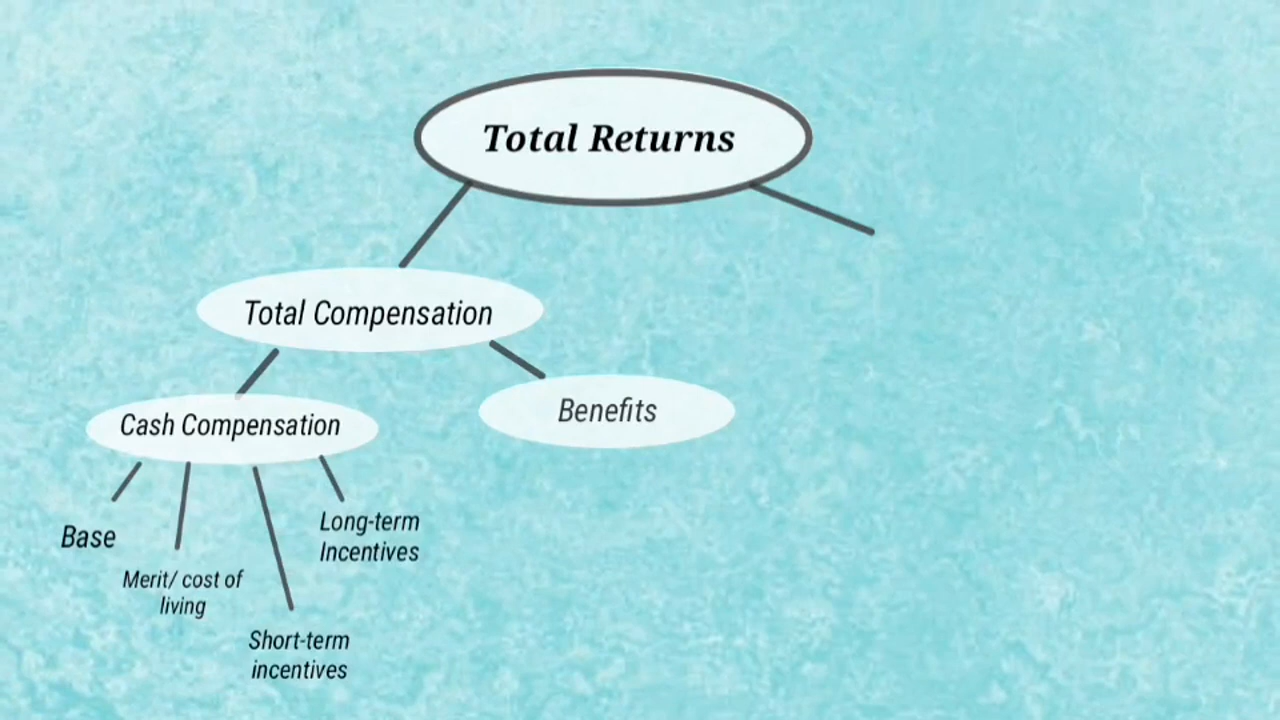 Total Returns
Total Compensation
Cash Compensation
Benefits
Base
Merit/ cost of
living
Short-term
incentives
Long-term
Incentives